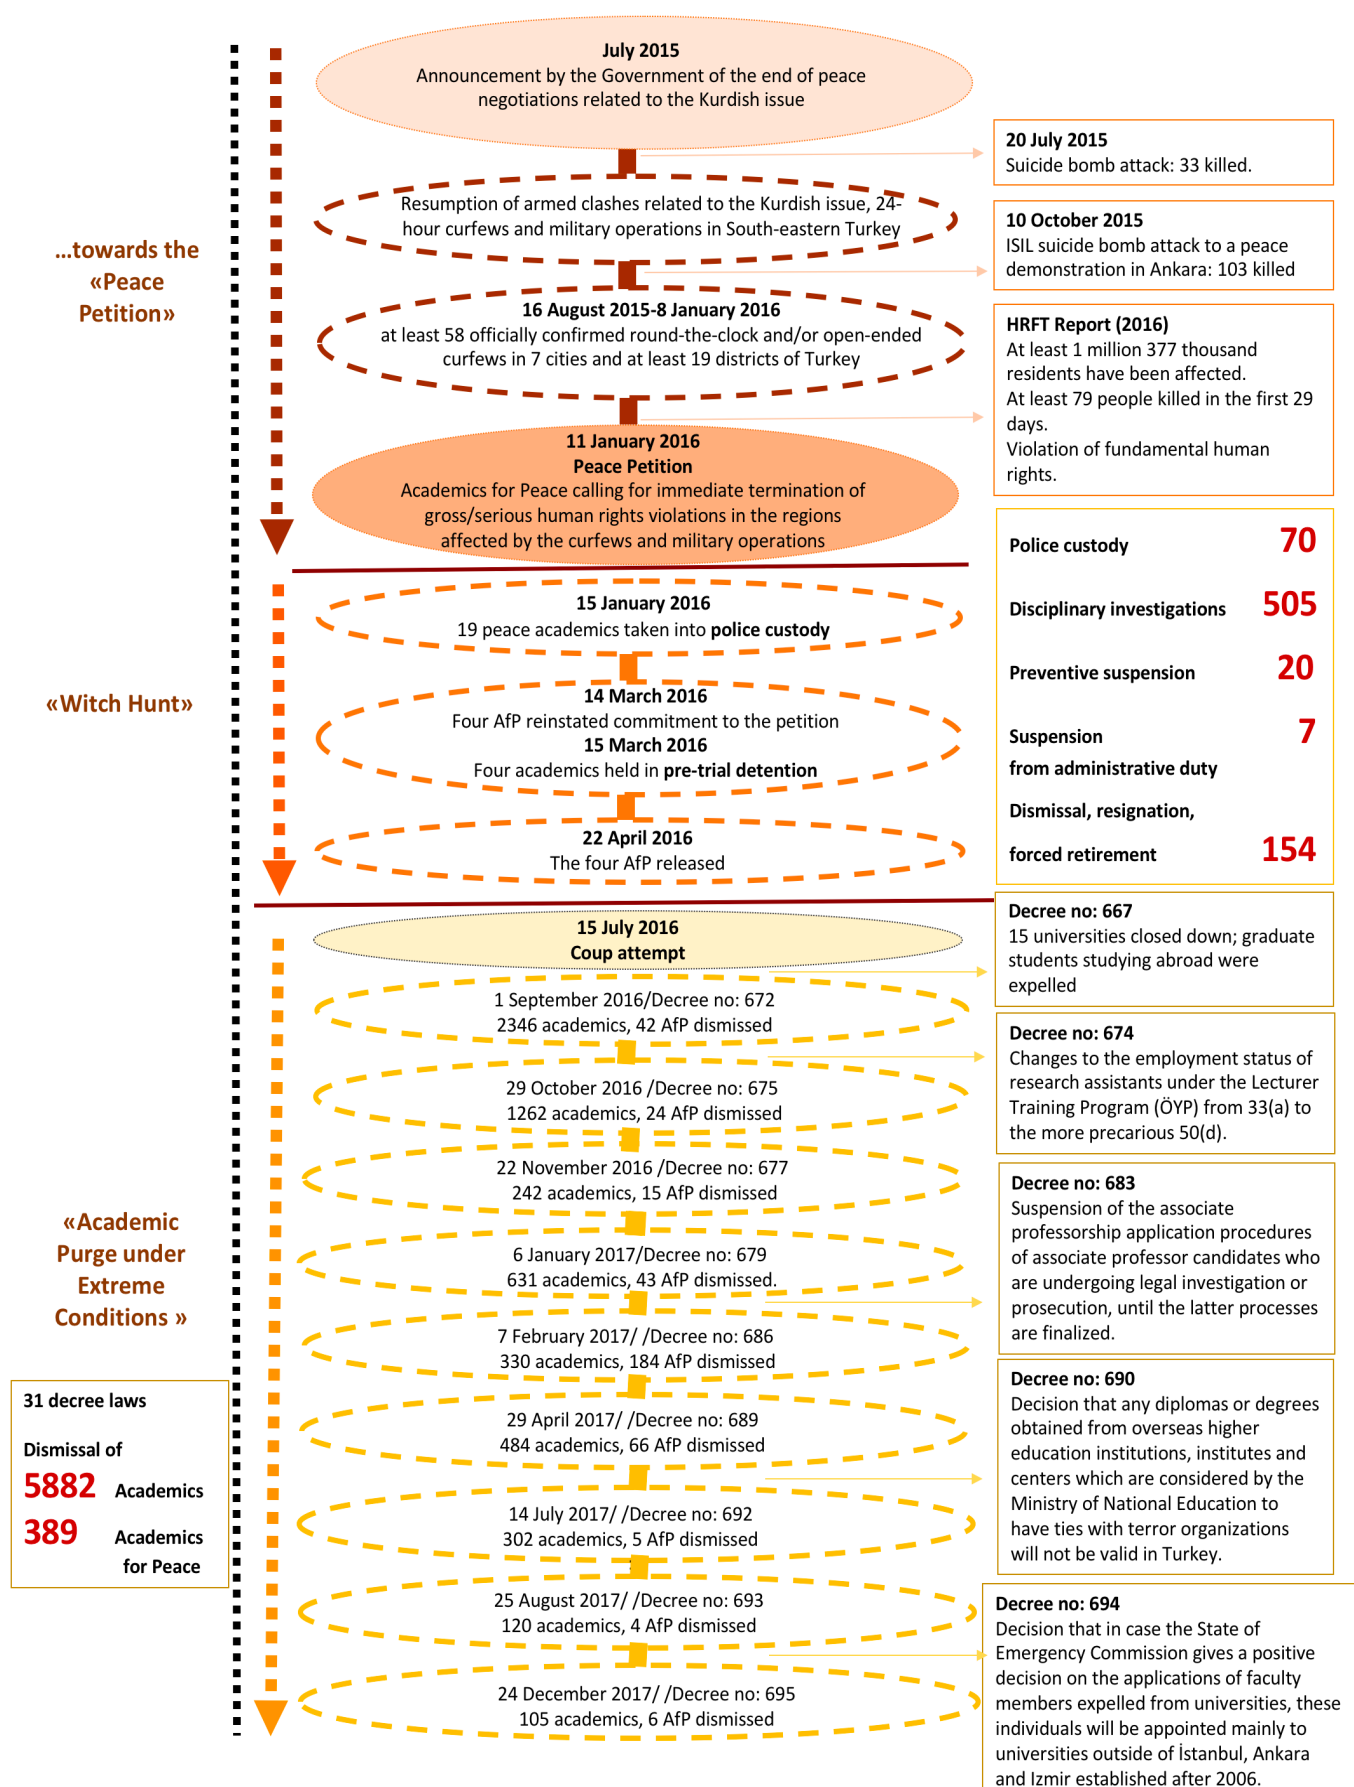 July 2015
Announcement by the Government of the end of peace
negotiations related to the Kurdish issue
20 July 2015
Suicide bomb attack: 33 killed.
Resumption of armed clashes related to the Kurdish issue, 24-
hour curfews and military operations in South-eastern Turkey
10 October 2015
ISIL suicide bomb attack to a peace
demonstration in Ankara: 103 killed
…towards the
«Peace
Petition»
16 August 2015-8 January 2016
at least 58 officially confirmed round-the-clock and/or open-ended
curfews in 7 cities and at least 19 districts of Turkey
HRFT Report (2016)
At least 1 million 377 thousand
residents have been affected.
At least 79 people killed in the first 29
days.
Violation of fundamental human
rights.
11 January 2016
Peace Petition
Academics for Peace calling for immediate termination of
gross/serious human rights violations in the regions
affected by the curfews and military operations
«Witch Hunt»
15 January 2016
19 peace academics taken into police custody
14 March 2016
Four AfP reinstated commitment to the petition
15 March 2016
Four academics held in pre-trial detention
22 April 2016
The four AfP released
Police custody 70
Disciplinary investigations 505
Preventive suspension 20
Suspension 7
from administrative duty
Dismissal, resignation,
forced retirement 154
15 July 2016
Coup attempt
Decree no: 667
15 universities closed down; graduate
students studying abroad were
expelled
1 September 2016/Decree no: 672
2346 academics, 42 AfP dismissed
Decree no: 674
Changes to the employment status of
research assistants under the Lecturer
Training Program (ÖYP) from 33(a) to
the more precarious 50(d).
29 October 2016 /Decree no: 675
1262 academics, 24 AfP dismissed
22 November 2016 /Decree no: 677
242 academics, 15 AfP dismissed
Decree no: 683
Suspension of the associate
professorship application procedures
of associate professor candidates who
are undergoing legal investigation or
prosecution, until the latter processes
are finalized.
6 January 2017/Decree no: 679
631 academics, 43 AfP dismissed.
«Academic
Purge under
Extreme
Conditions »
7 February 2017/ /Decree no: 686
330 academics, 184 AfP dismissed
Decree no: 690
Decision that any diplomas or degrees
obtained from overseas higher
education institutions, institutes and
centers which are considered by the
Ministry of National Education to
have ties with terror organizations
will not be valid in Turkey.
31 decree laws
Dismissal of
5882 Academics
389 Academics
for Peace
29 April 2017/ /Decree no: 689
484 academics, 66 AfP dismissed
14 July 2017/ /Decree no: 692
302 academics, 5 AfP dismissed
25 August 2017/ /Decree no: 693
120 academics, 4 AfP dismissed
Decree no: 694
Decision that in case the State of
Emergency Commission gives a positive
decision on the applications of faculty
members expelled from universities, these
individuals will be appointed mainly to
universities outside of İstanbul, Ankara
and Izmir established after 2006.
24 December 2017/ /Decree no: 695
105 academics, 6 AfP dismissed